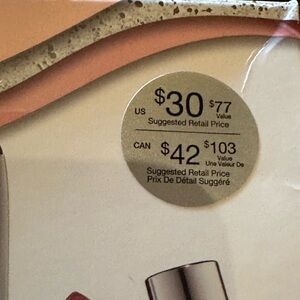 US $30 $77
Value
Suggested Retail Price
CAN $42 $103
Value
Une Valeur De
Suggested Retail Price
Prix De Détail Suggéré